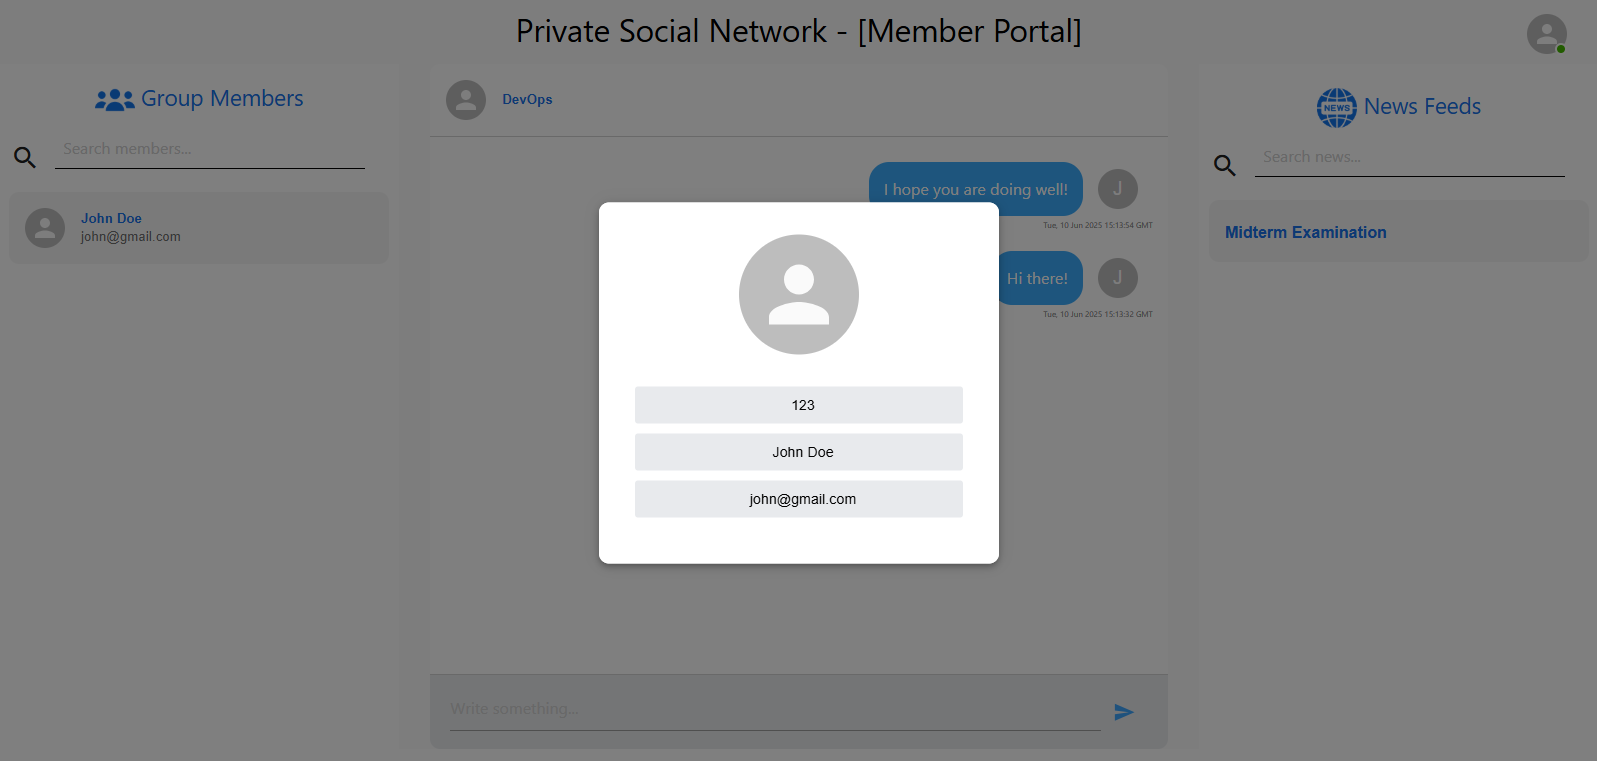 Private Social Network - [Member Portal]
Group Members
Search members...
John Doe
john@gmail.com
DevOps
I hope you are doing well!
J
Tue, 10 Jun 2025 15:13:54 GMT
Hi there!
J
Tue, 10 Jun 2025 15:13:32 GMT
123
John Doe
john@gmail.com
Write something...
NEWS
News Feeds
Search news...
Midterm Examination